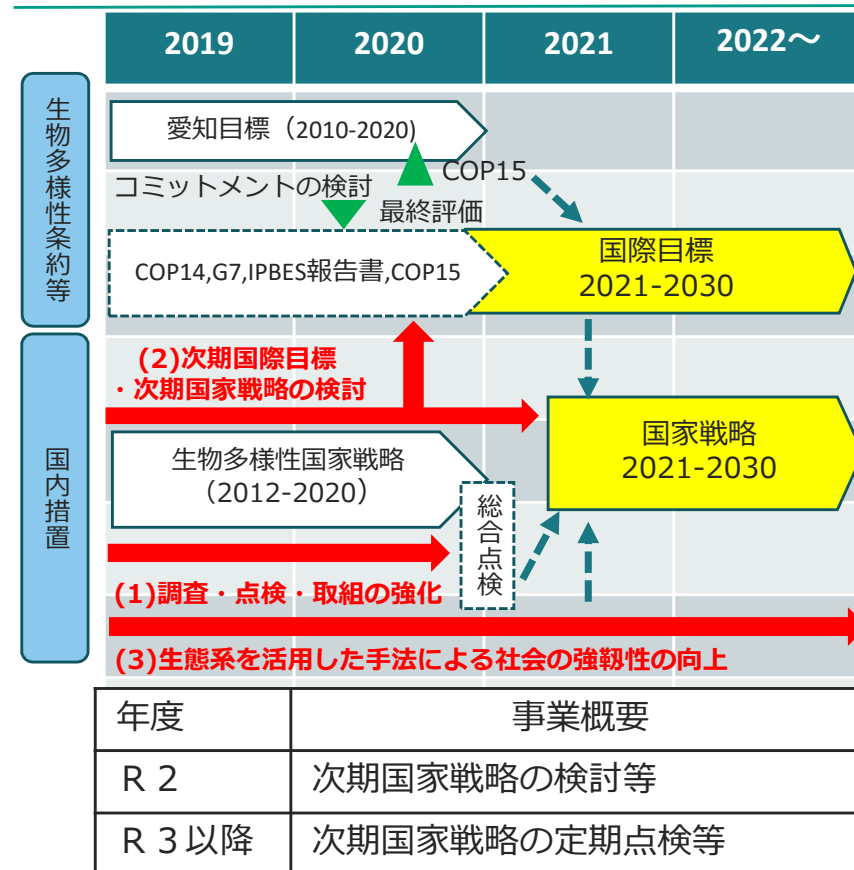 2019 2020 2021 2022～
生物多様性条約等
愛知目標（2010-2020)
コミットメントの検討
COP15
最終評価
COP14,G7,IPBES報告書,COP15
国際目標
2021-2030
国内措置
(2)次期国際目標
・次期国家戦略の検討
生物多様性国家戦略
（2012-2020）
国家戦略
2021-2030
総合点検
(1)調査・点検・取組の強化
(3)生態系を活用した手法による社会の強靱性の向上
年度 事業概要
Ｒ２ 次期国家戦略の検討等
Ｒ３以降 次期国家戦略の定期点検等